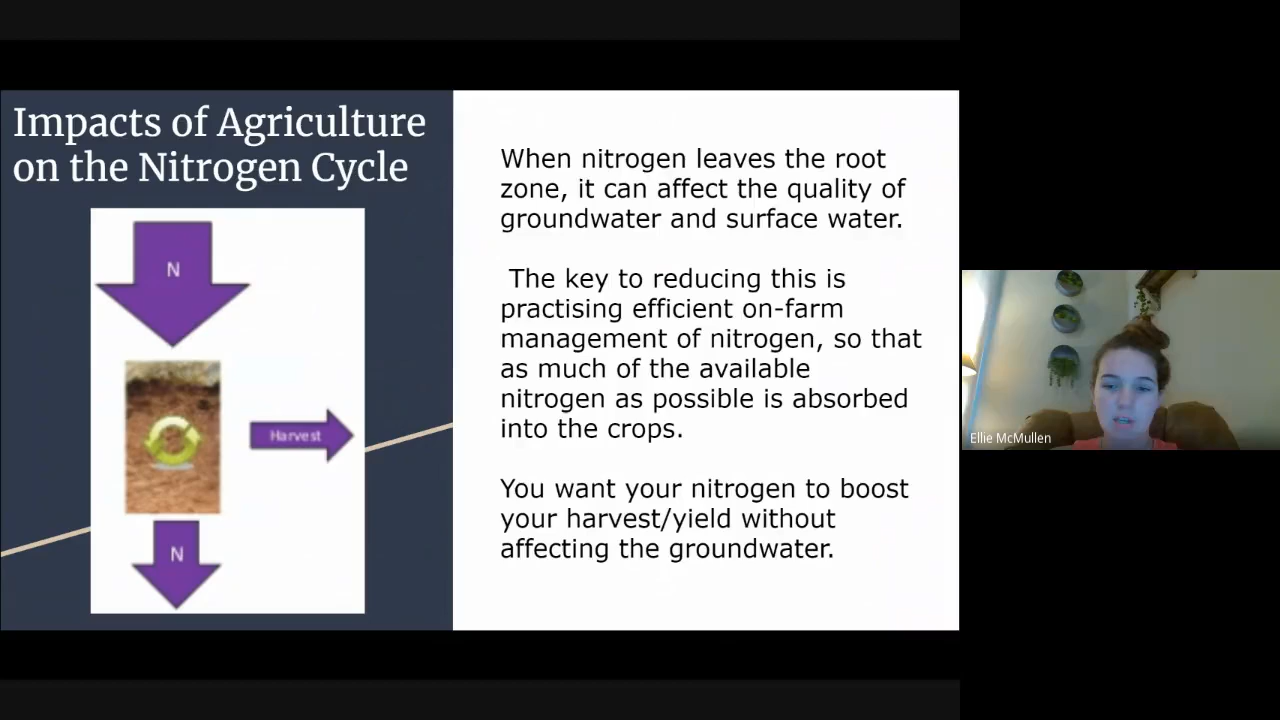 Impacts of Agriculture
on the Nitrogen Cycle
N
Harvest
N
When nitrogen leaves the root
zone, it can affect the quality of
groundwater and surface water.
The key to reducing this is
practising efficient on-farm
management of nitrogen, so that
as much of the available
nitrogen as possible is absorbed
into the crops.
You want your nitrogen to boost
your harvest/yield without
affecting the groundwater.
Ellie McMullen